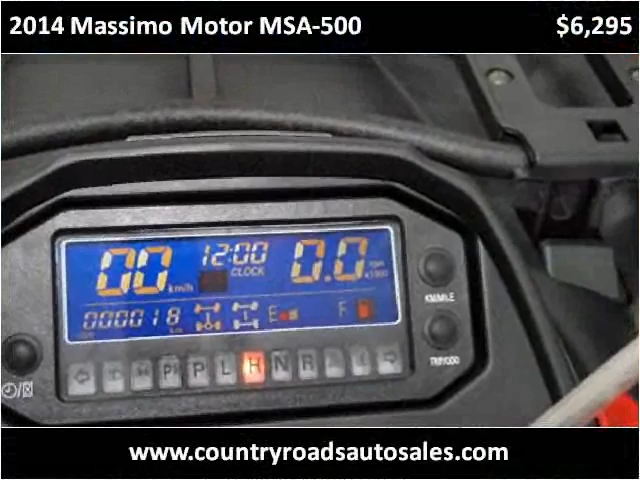 2014 Massimo Motor MSA-500 $6,295
00 km/h 12:00 CLOCK 0.0 rpm x1000
000018 km E F
P L H N R
KM/MILE
TRIP/ODO
www.countryroadsautosales.com